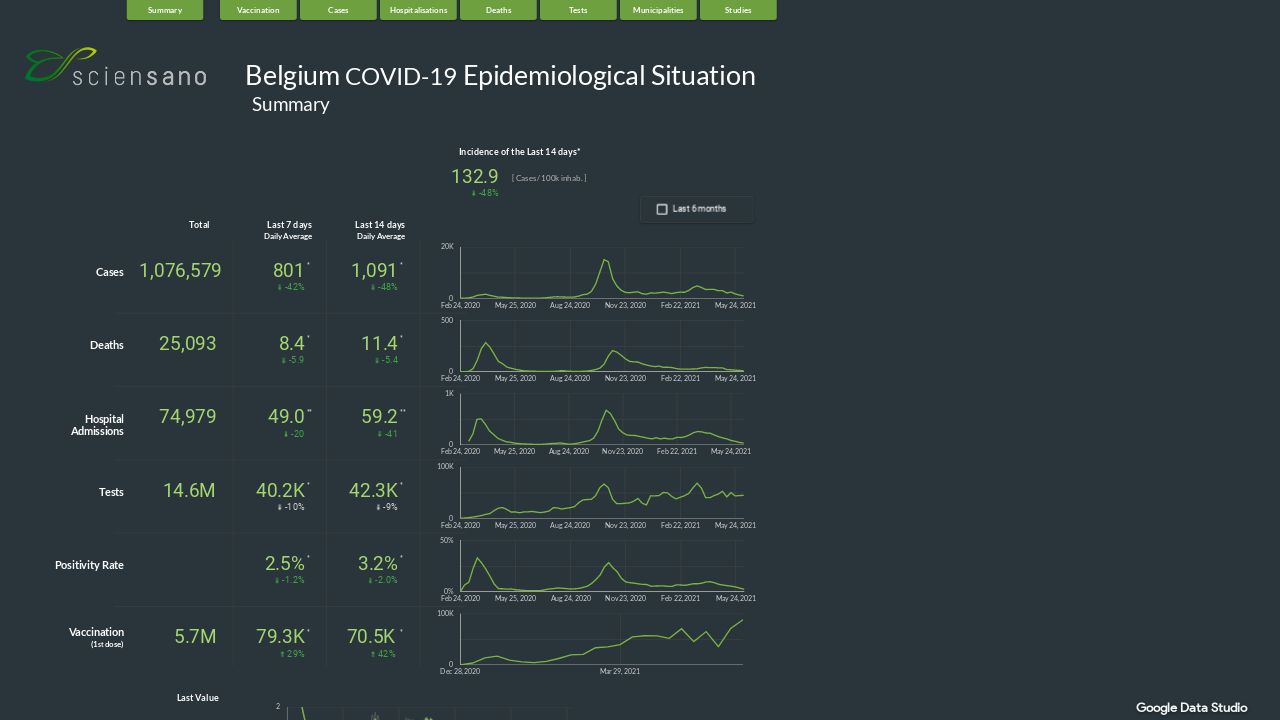 Summary Vaccination Cases Hospitalisations Deaths Tests Municipalities Studies
sciensano
Belgium COVID-19 Epidemiological Situation
Summary
Incidence of the Last 14 days*
132.9 [ Cases/ 100k inhab. ]
-48%
Last 6 months
Total Last 7 days Last 14 days
Daily Average Daily Average
20K
Cases 1,076,579 801 * 1,091 *
-42% -48%
0
Feb 24, 2020 May 25, 2020 Aug 24, 2020 Nov 23, 2020 Feb 22, 2021 May 24, 2021
500
Deaths 25,093 8.4 * 11.4 *
-5.9 -5.4
0
Feb 24, 2020 May 25, 2020 Aug 24, 2020 Nov 23, 2020 Feb 22, 2021 May 24, 2021
1K
Hospital 74,979 49.0 ** 59.2 **
Admissions -20 -41
0
Feb 24, 2020 May 25, 2020 Aug 24, 2020 Nov 23, 2020 Feb 22, 2021 May 24, 2021
100K
Tests 14.6M 40.2K * 42.3K *
-10% -9%
0
Feb 24, 2020 May 25, 2020 Aug 24, 2020 Nov 23, 2020 Feb 22, 2021 May 24, 2021
50%
Positivity Rate 2.5% * 3.2% *
-1.2% -2.0%
0%
Feb 24, 2020 May 25, 2020 Aug 24, 2020 Nov 23, 2020 Feb 22, 2021 May 24, 2021
100K
Vaccination 5.7M 79.3K * 70.5K *
(1st dose) 29% 42%
0
Dec 28, 2020 Mar 29, 2021
Last Value
2
Google Data Studio